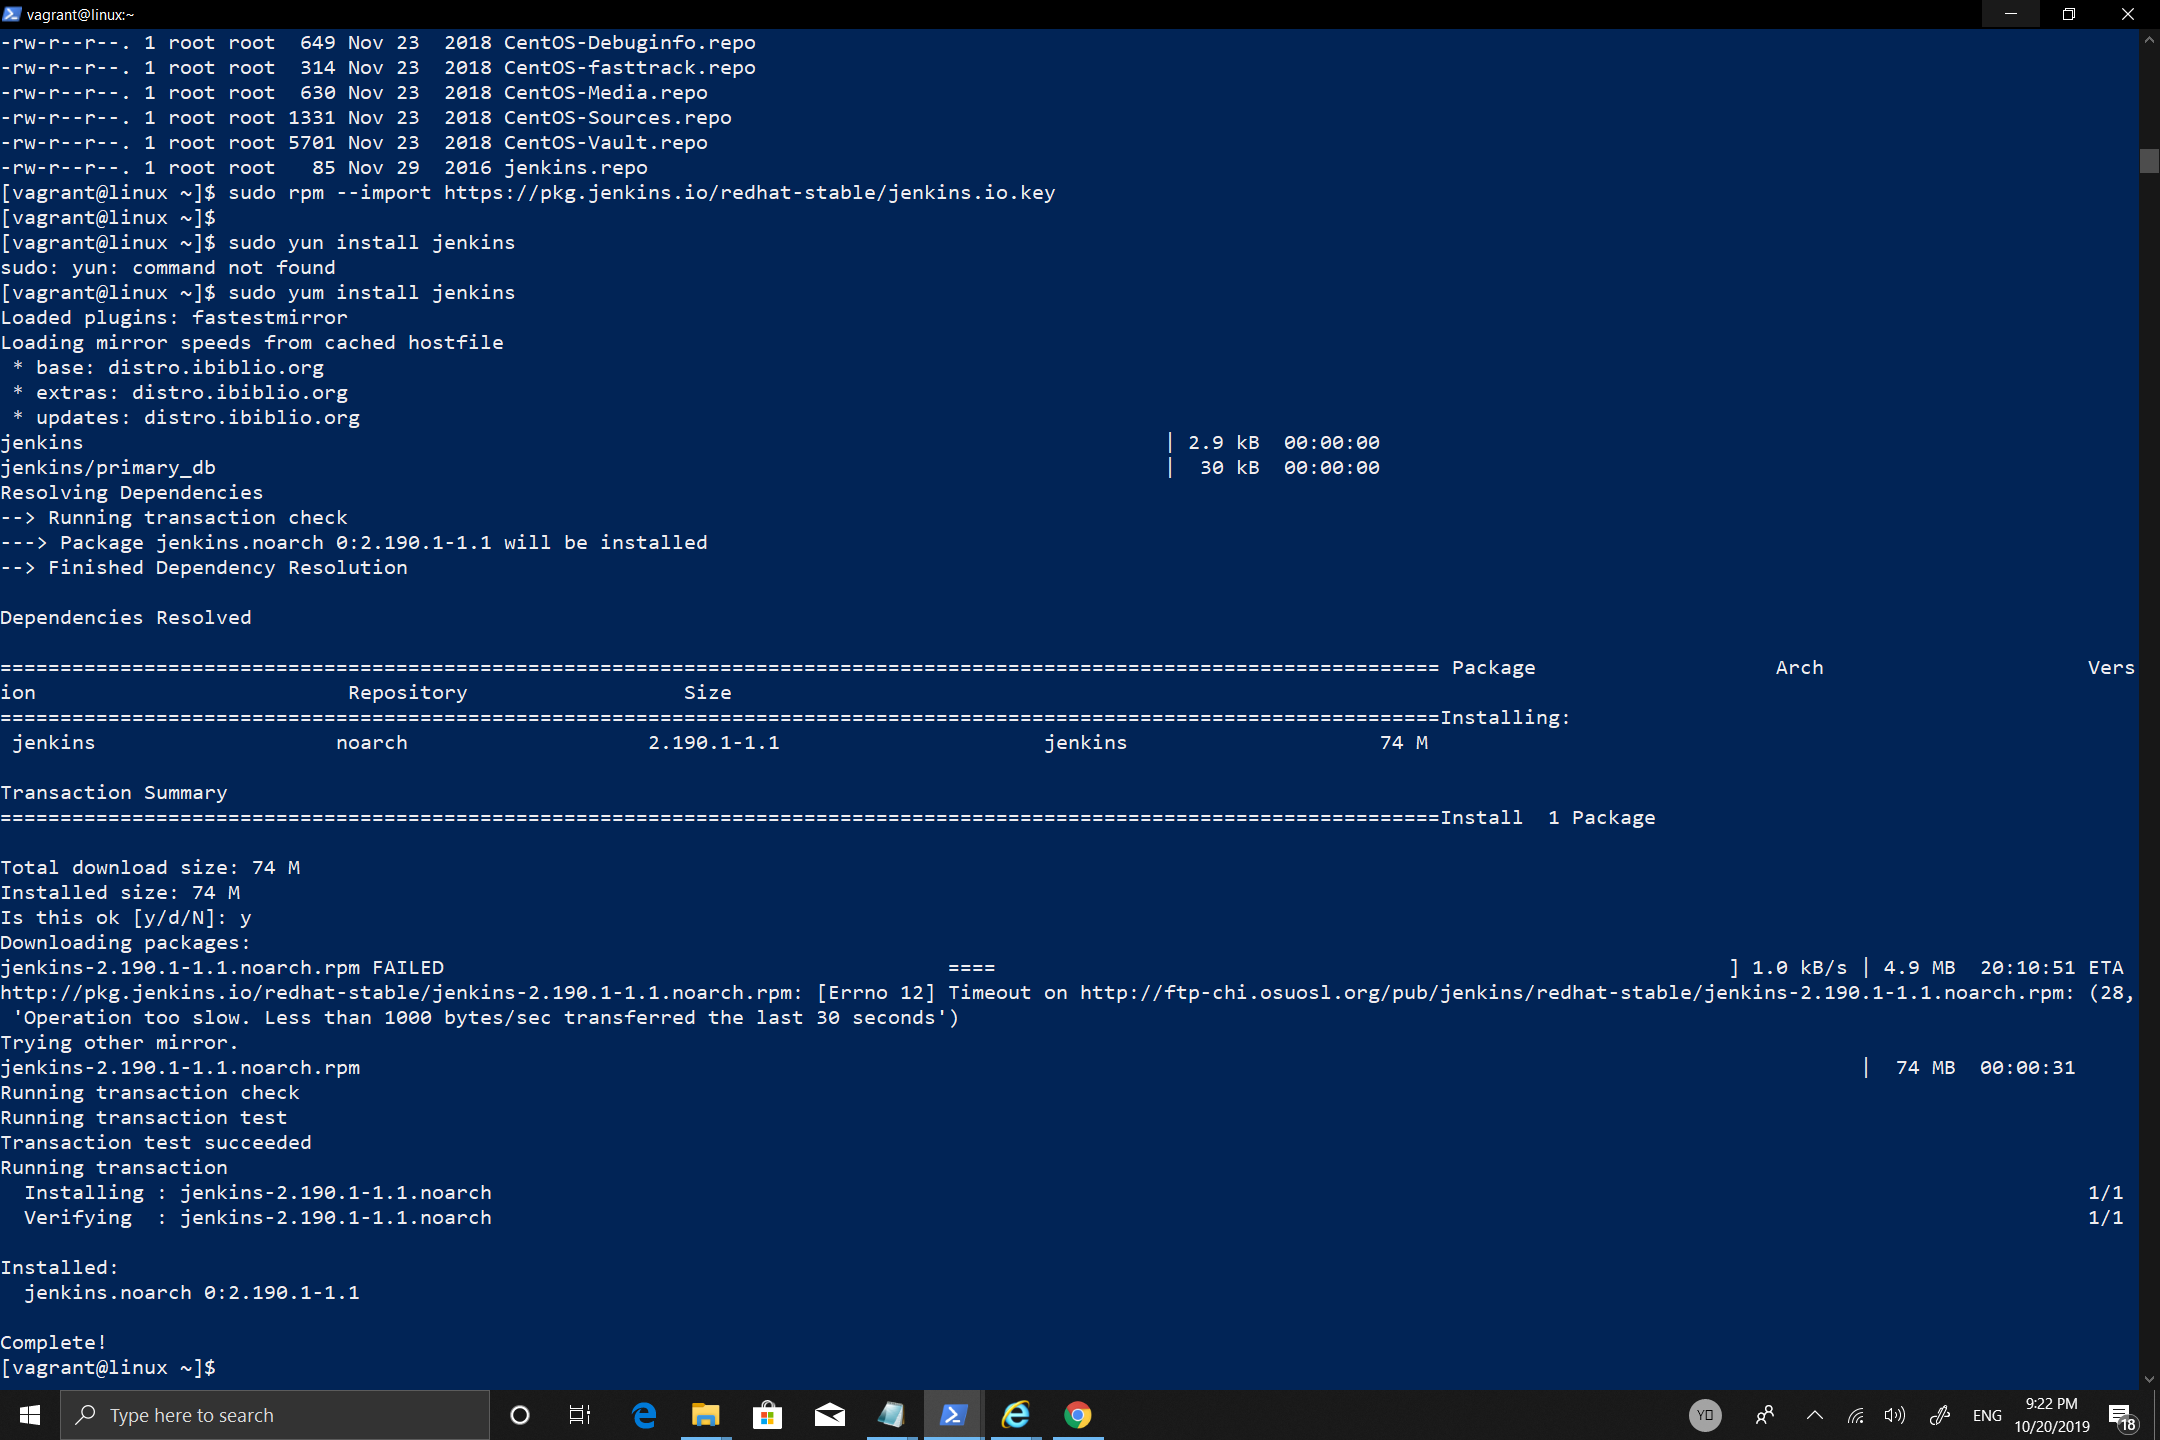 vagrant@linux:~
-rw-r--r--. 1 root root  649 Nov 23  2018 CentOS-Debuginfo.repo
-rw-r--r--. 1 root root  314 Nov 23  2018 CentOS-fasttrack.repo
-rw-r--r--. 1 root root  630 Nov 23  2018 CentOS-Media.repo
-rw-r--r--. 1 root root 1331 Nov 23  2018 CentOS-Sources.repo
-rw-r--r--. 1 root root 5701 Nov 23  2018 CentOS-Vault.repo
-rw-r--r--. 1 root root   85 Nov 29  2016 jenkins.repo
[vagrant@linux ~]$ sudo rpm --import https://pkg.jenkins.io/redhat-stable/jenkins.io.key
[vagrant@linux ~]$
[vagrant@linux ~]$ sudo yun install jenkins
sudo: yun: command not found
[vagrant@linux ~]$ sudo yum install jenkins
Loaded plugins: fastestmirror
Loading mirror speeds from cached hostfile
 * base: distro.ibiblio.org
 * extras: distro.ibiblio.org
 * updates: distro.ibiblio.org
jenkins | 2.9 kB  00:00:00
jenkins/primary_db |  30 kB  00:00:00
Resolving Dependencies
--> Running transaction check
---> Package jenkins.noarch 0:2.190.1-1.1 will be installed
--> Finished Dependency Resolution
Dependencies Resolved
======================================================================================================================== Package Arch Vers
ion Repository Size
========================================================================================================================Installing:
 jenkins noarch 2.190.1-1.1 jenkins 74 M
Transaction Summary
========================================================================================================================Install  1 Package
Total download size: 74 M
Installed size: 74 M
Is this ok [y/d/N]: y
Downloading packages:
jenkins-2.190.1-1.1.noarch.rpm FAILED ==== ] 1.0 kB/s | 4.9 MB  20:10:51 ETA
http://pkg.jenkins.io/redhat-stable/jenkins-2.190.1-1.1.noarch.rpm: [Errno 12] Timeout on http://ftp-chi.osuosl.org/pub/jenkins/redhat-stable/jenkins-2.190.1-1.1.noarch.rpm: (28,
 'Operation too slow. Less than 1000 bytes/sec transferred the last 30 seconds')
Trying other mirror.
jenkins-2.190.1-1.1.noarch.rpm |  74 MB  00:00:31
Running transaction check
Running transaction test
Transaction test succeeded
Running transaction
  Installing : jenkins-2.190.1-1.1.noarch 1/1
  Verifying  : jenkins-2.190.1-1.1.noarch 1/1
Installed:
  jenkins.noarch 0:2.190.1-1.1
Complete!
[vagrant@linux ~]$
Type here to search
ENG
9:22 PM
10/20/2019
18